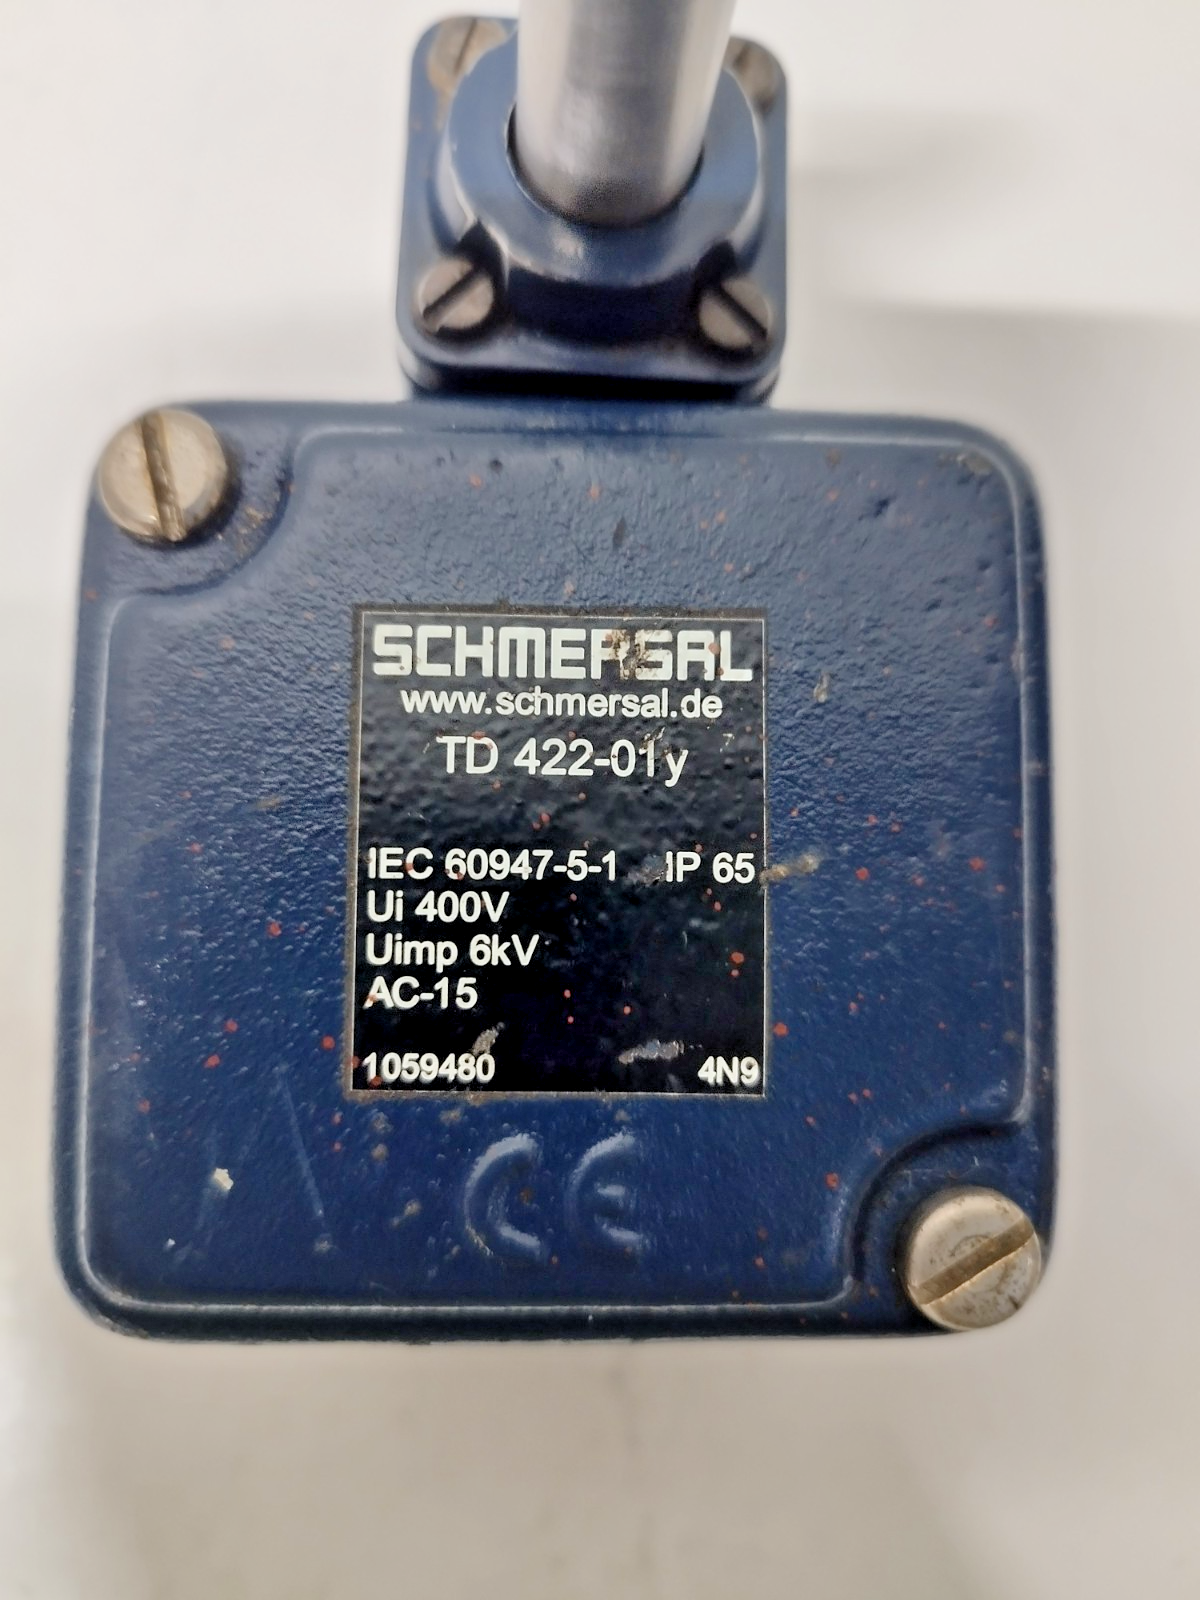 SCHMERSAL
www.schmersal.de
TD 422-01y
IEC 60947-5-1 IP 65
Ui 400V
Uimp 6kV
AC-15
1059480 4N9
CE